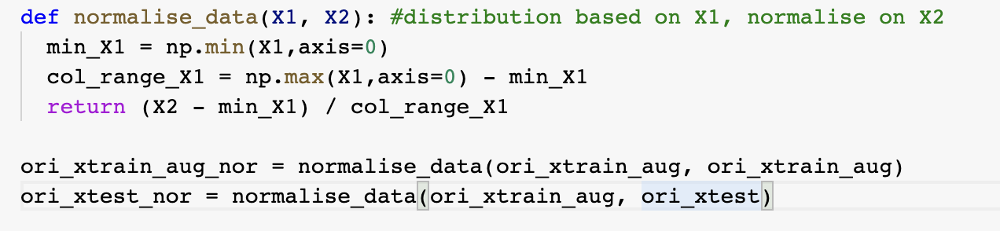 def normalise_data(X1, X2): #distribution based on X1, normalise on X2
min_X1 = np.min(X1,axis=0)
col_range_X1 = np.max(X1,axis=0) - min_X1
return (X2 - min_X1) / col_range_X1
ori_xtrain_aug_nor = normalise_data(ori_xtrain_aug, ori_xtrain_aug)
ori_xtest_nor = normalise_data(ori_xtrain_aug, ori_xtest)